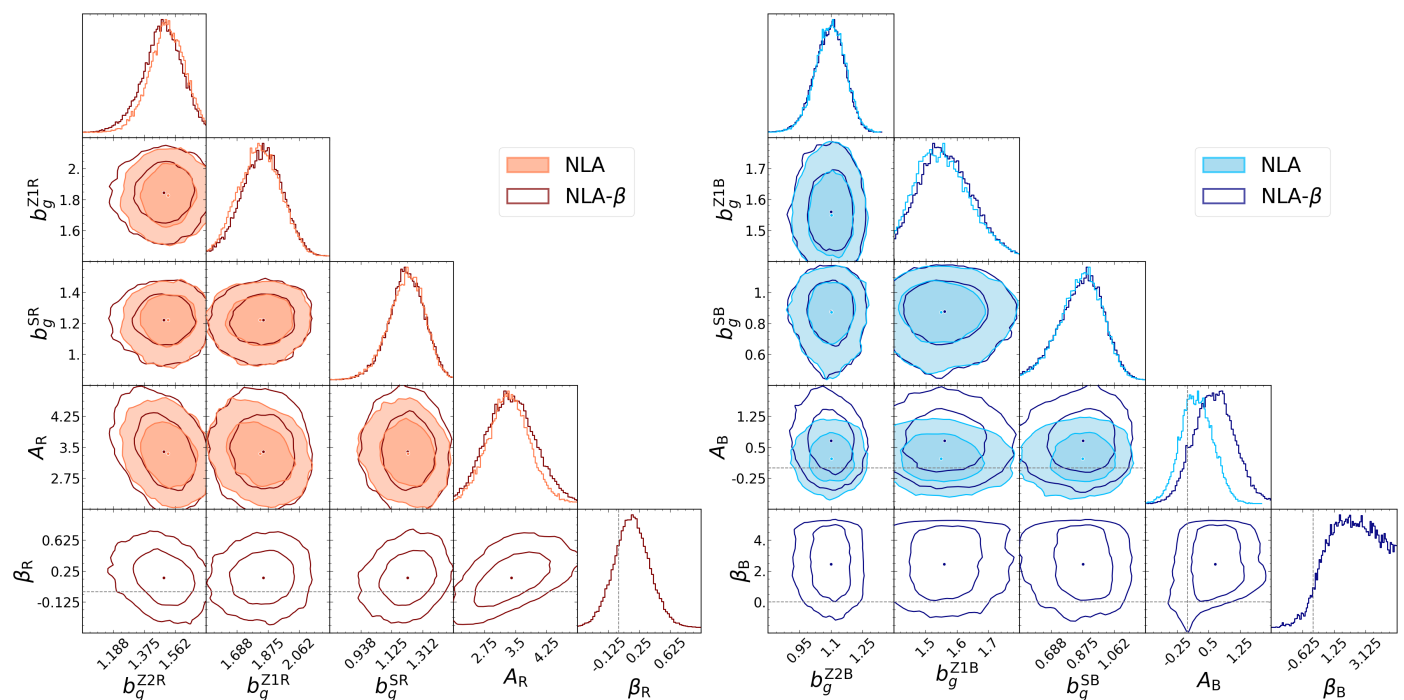 NLA
NLA-β
b_g^Z1R
2.
1.8
1.6
b_g^SR
1.4
1.2
1.
A_R
4.25
3.5
2.75
β_R
0.625
0.25
-0.125
1.188 1.375 1.562
1.688 1.875 2.062
0.938 1.125 1.312
2.75 3.5 4.25
-0.125 0.25 0.625
b_g^Z2R b_g^Z1R b_g^SR A_R β_R
NLA
NLA-β
b_g^Z1B
1.7
1.6
1.5
b_g^SB
1.
0.8
0.6
A_B
1.25
0.5
-0.25
β_B
4.
2.
0.
0.95 1.1 1.25
1.5 1.6 1.7
0.688 0.875 1.062
-0.25 0.5 1.25
-0.625 1.25 3.125
b_g^Z2B b_g^Z1B b_g^SB A_B β_B